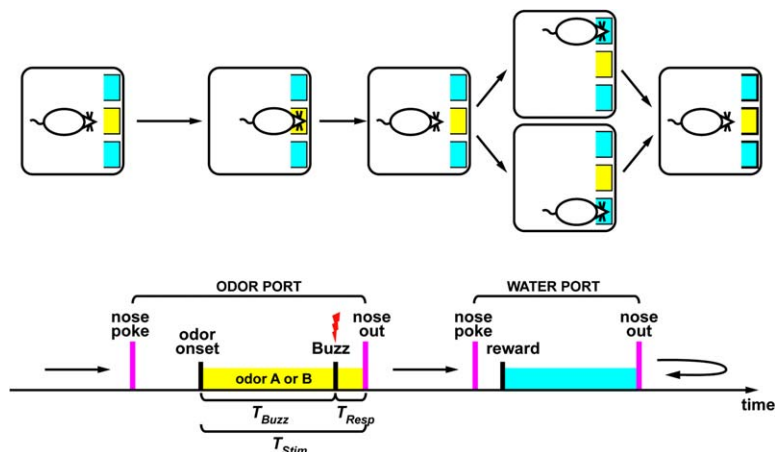 ODOR PORT
WATER PORT
nose
poke
odor
onset
Buzz
nose
out
nose
poke
reward
nose
out
odor A or B
time
T_Buzz
T_Resp
T_Stim